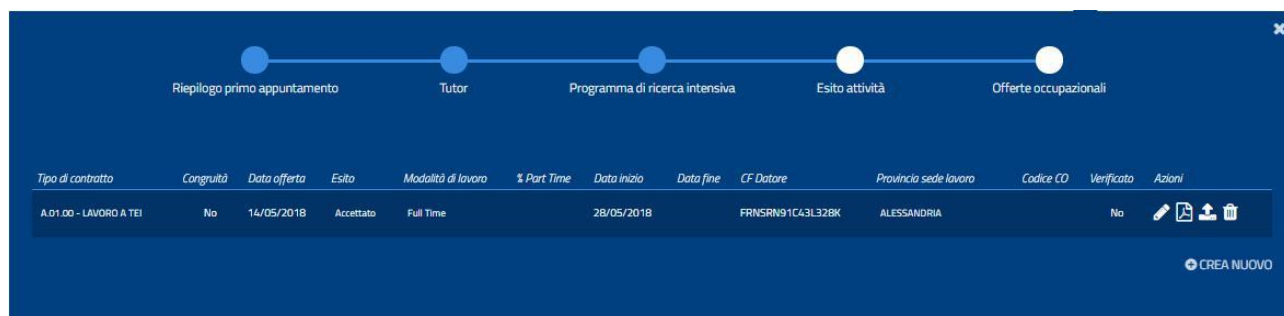 Riepilogo primo appuntamento Tutor Programma di ricerca intensiva Esito attività Offerte occupazionali
Tipo di contratto Congruità Data offerta Esito Modalità di lavoro % Part Time Data inizio Data fine CF Datore Provincia sede lavoro Codice CO Verificato Azioni
A.01.00 - LAVORO A TEI No 14/05/2018 Accettato Full Time 28/05/2018 FRNSRN91C43L328K ALESSANDRIA No
CREA NUOVO